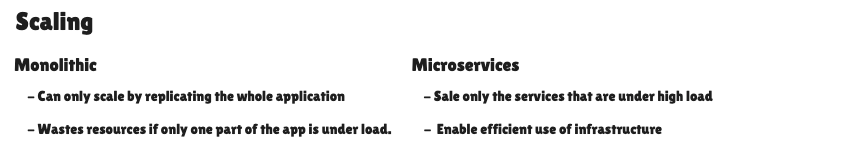 Scaling
Monolithic
– Can only scale by replicating the whole application
– Wastes resources if only one part of the app is under load.
Microservices
– Sale only the services that are under high load
– Enable efficient use of infrastructure